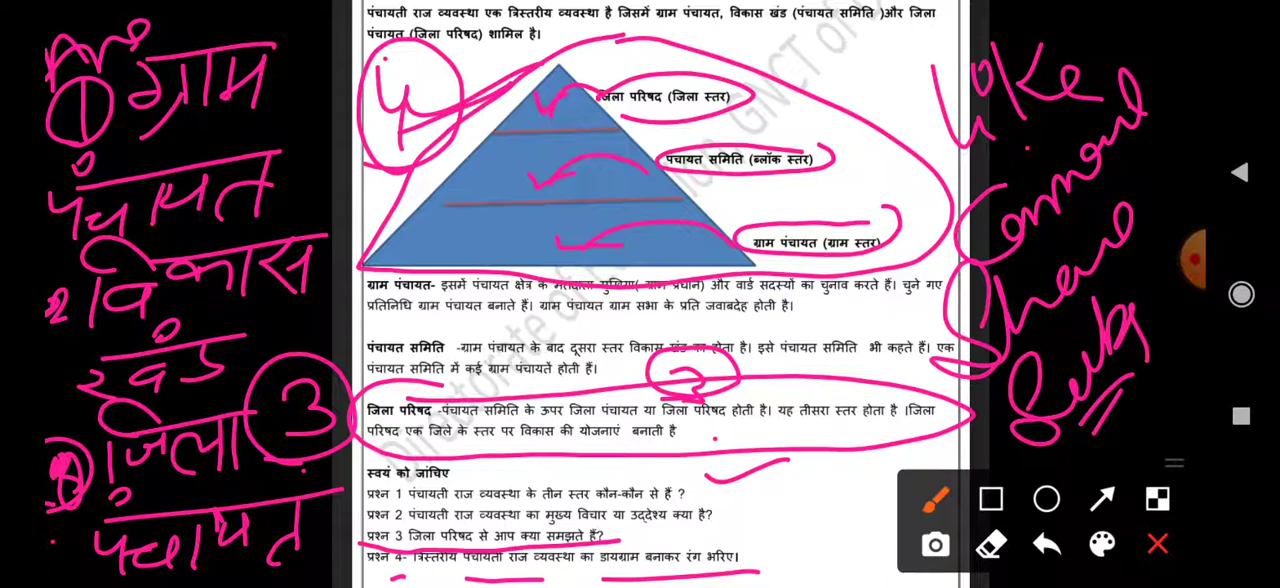 पंचायती राज व्यवस्था एक त्रिस्तरीय व्यवस्था है जिसमें ग्राम पंचायत, विकास खंड (पंचायत समिति )और जिला
पंचायत (जिला परिषद) शामिल है।
जिला परिषद (जिला स्तर)
पंचायत समिति (ब्लॉक स्तर)
ग्राम पंचायत (ग्राम स्तर)
ग्राम पंचायत- इसमें पंचायत क्षेत्र के मतदाता मुखिया( ग्राम प्रधान) और वार्ड सदस्यों का चुनाव करते हैं। चुने गए
प्रतिनिधि ग्राम पंचायत बनाते हैं। ग्राम पंचायत ग्राम सभा के प्रति जवाबदेह होती है।
पंचायत समिति -ग्राम पंचायत के बाद दूसरा स्तर विकास खंड का होता है। इसे पंचायत समिति भी कहते हैं। एक
पंचायत समिति में कई ग्राम पंचायतें होती हैं।
जिला परिषद -पंचायत समिति के ऊपर जिला पंचायत या जिला परिषद होती है। यह तीसरा स्तर होता है ।जिला
परिषद एक जिले के स्तर पर विकास की योजनाएं बनाती है
स्वयं को जांचिए
प्रश्न 1 पंचायती राज व्यवस्था के तीन स्तर कौन-कौन से हैं ?
प्रश्न 2 पंचायती राज व्यवस्था का मुख्य विचार या उद्देश्य क्या है?
प्रश्न 3 जिला परिषद से आप क्या समझते हैं?
प्रश्न 4- त्रिस्तरीय पंचायती राज व्यवस्था का डायग्राम बनाकर रंग भरिए।
Ans
① ग्राम
पंचायत
२ विकास
खंड
जिला
पंचायत
3
Like
Share